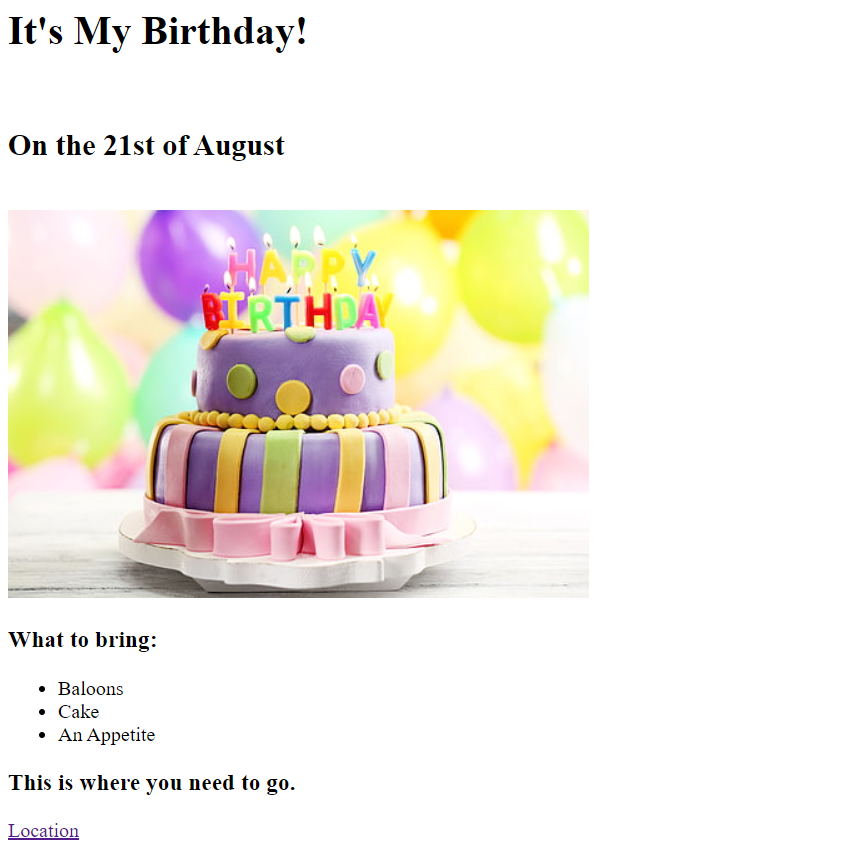 It's My Birthday!
On the 21st of August
HAPPY
BIRTHDAY
What to bring:
Baloons
Cake
An Appetite
This is where you need to go.
Location